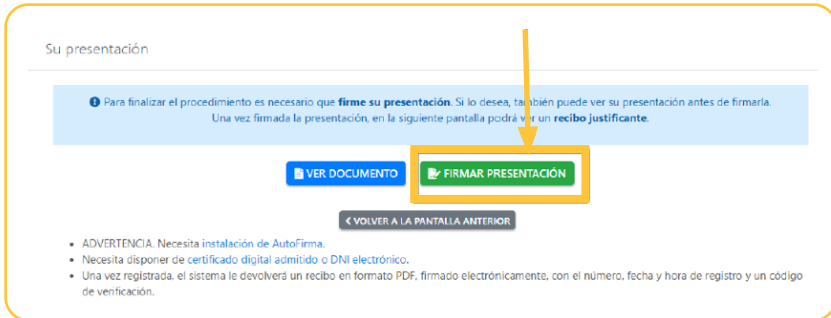 Su presentación
Para finalizar el procedimiento es necesario que firme su presentación. Si lo desea, también puede ver su presentación antes de firmarla.
Una vez firmada la presentación, en la siguiente pantalla podrá ver un recibo justificante.
VER DOCUMENTO
FIRMAR PRESENTACIÓN
VOLVER A LA PANTALLA ANTERIOR
ADVERTENCIA. Necesita instalación de AutoFirma.
Necesita disponer de certificado digital admitido o DNI electrónico.
Una vez registrada, el sistema le devolverá un recibo en formato PDF, firmado electrónicamente, con el número, fecha y hora de registro y un código
de verificación.